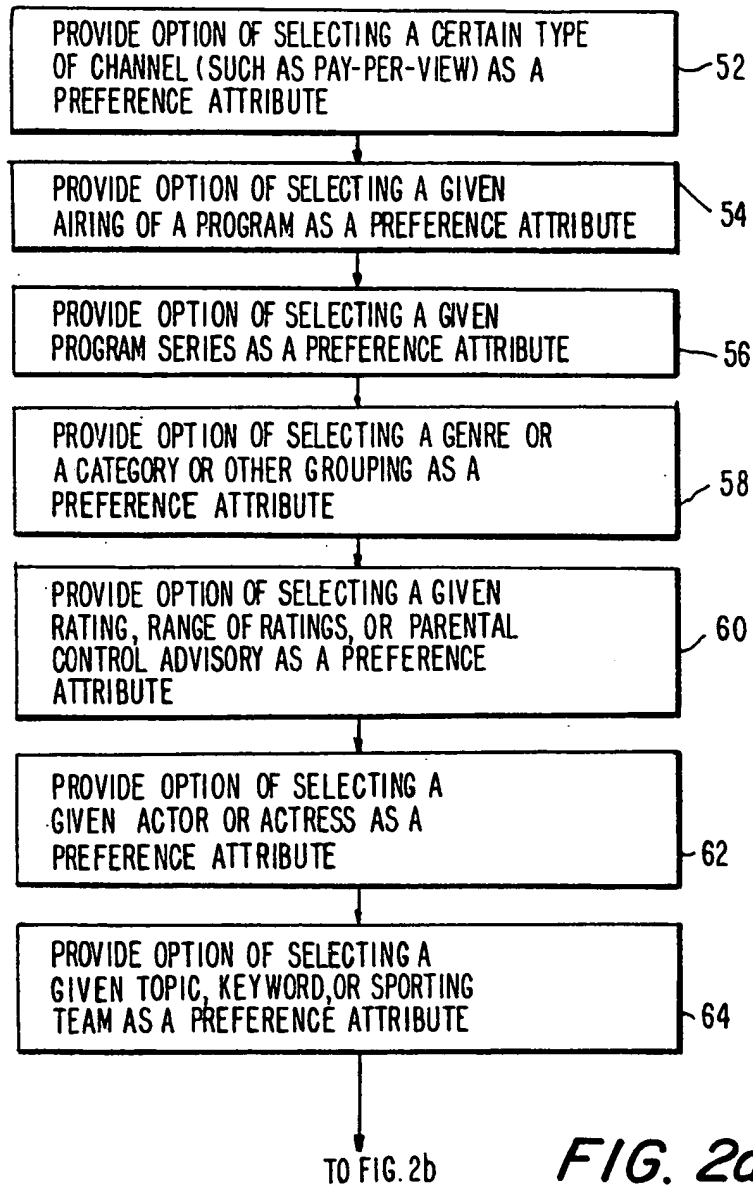 PROVIDE OPTION OF SELECTING A CERTAIN TYPE
OF CHANNEL (SUCH AS PAY-PER-VIEW) AS A
PREFERENCE ATTRIBUTE
52
PROVIDE OPTION OF SELECTING A GIVEN
AIRING OF A PROGRAM AS A PREFERENCE ATTRIBUTE
54
PROVIDE OPTION OF SELECTING A GIVEN
PROGRAM SERIES AS A PREFERENCE ATTRIBUTE
56
PROVIDE OPTION OF SELECTING A GENRE OR
A CATEGORY OR OTHER GROUPING AS A
PREFERENCE ATTRIBUTE
58
PROVIDE OPTION OF SELECTING A GIVEN
RATING, RANGE OF RATINGS, OR PARENTAL
CONTROL ADVISORY AS A PREFERENCE
ATTRIBUTE
60
PROVIDE OPTION OF SELECTING A
GIVEN ACTOR OR ACTRESS AS A
PREFERENCE ATTRIBUTE
62
PROVIDE OPTION OF SELECTING A
GIVEN TOPIC, KEYWORD, OR SPORTING
TEAM AS A PREFERENCE ATTRIBUTE
64
TO FIG. 2b
FIG. 2a